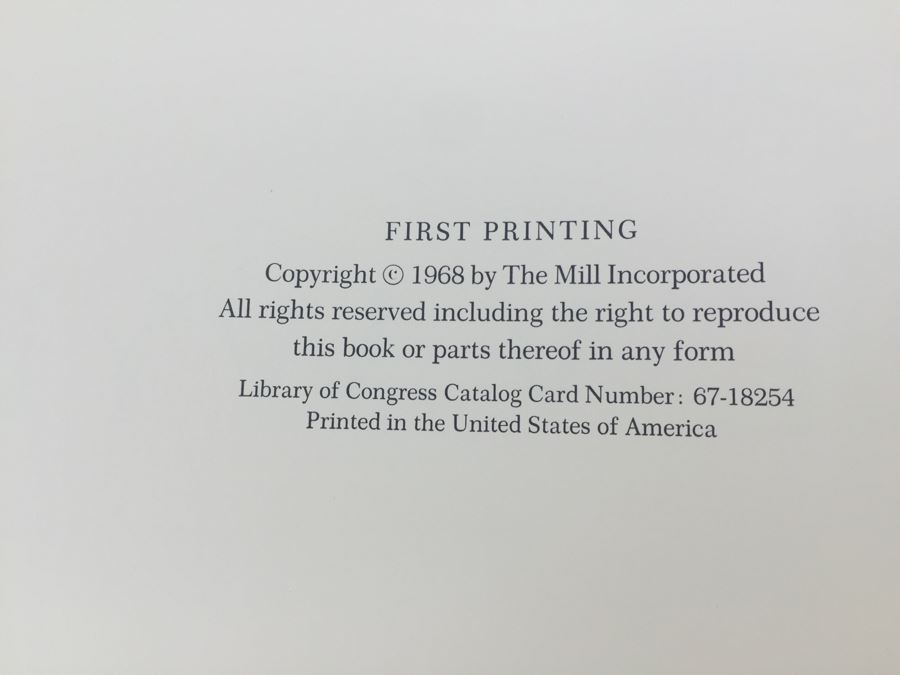 FIRST PRINTING
Copyright © 1968 by The Mill Incorporated
All rights reserved including the right to reproduce
this book or parts thereof in any form
Library of Congress Catalog Card Number: 67-18254
Printed in the United States of America